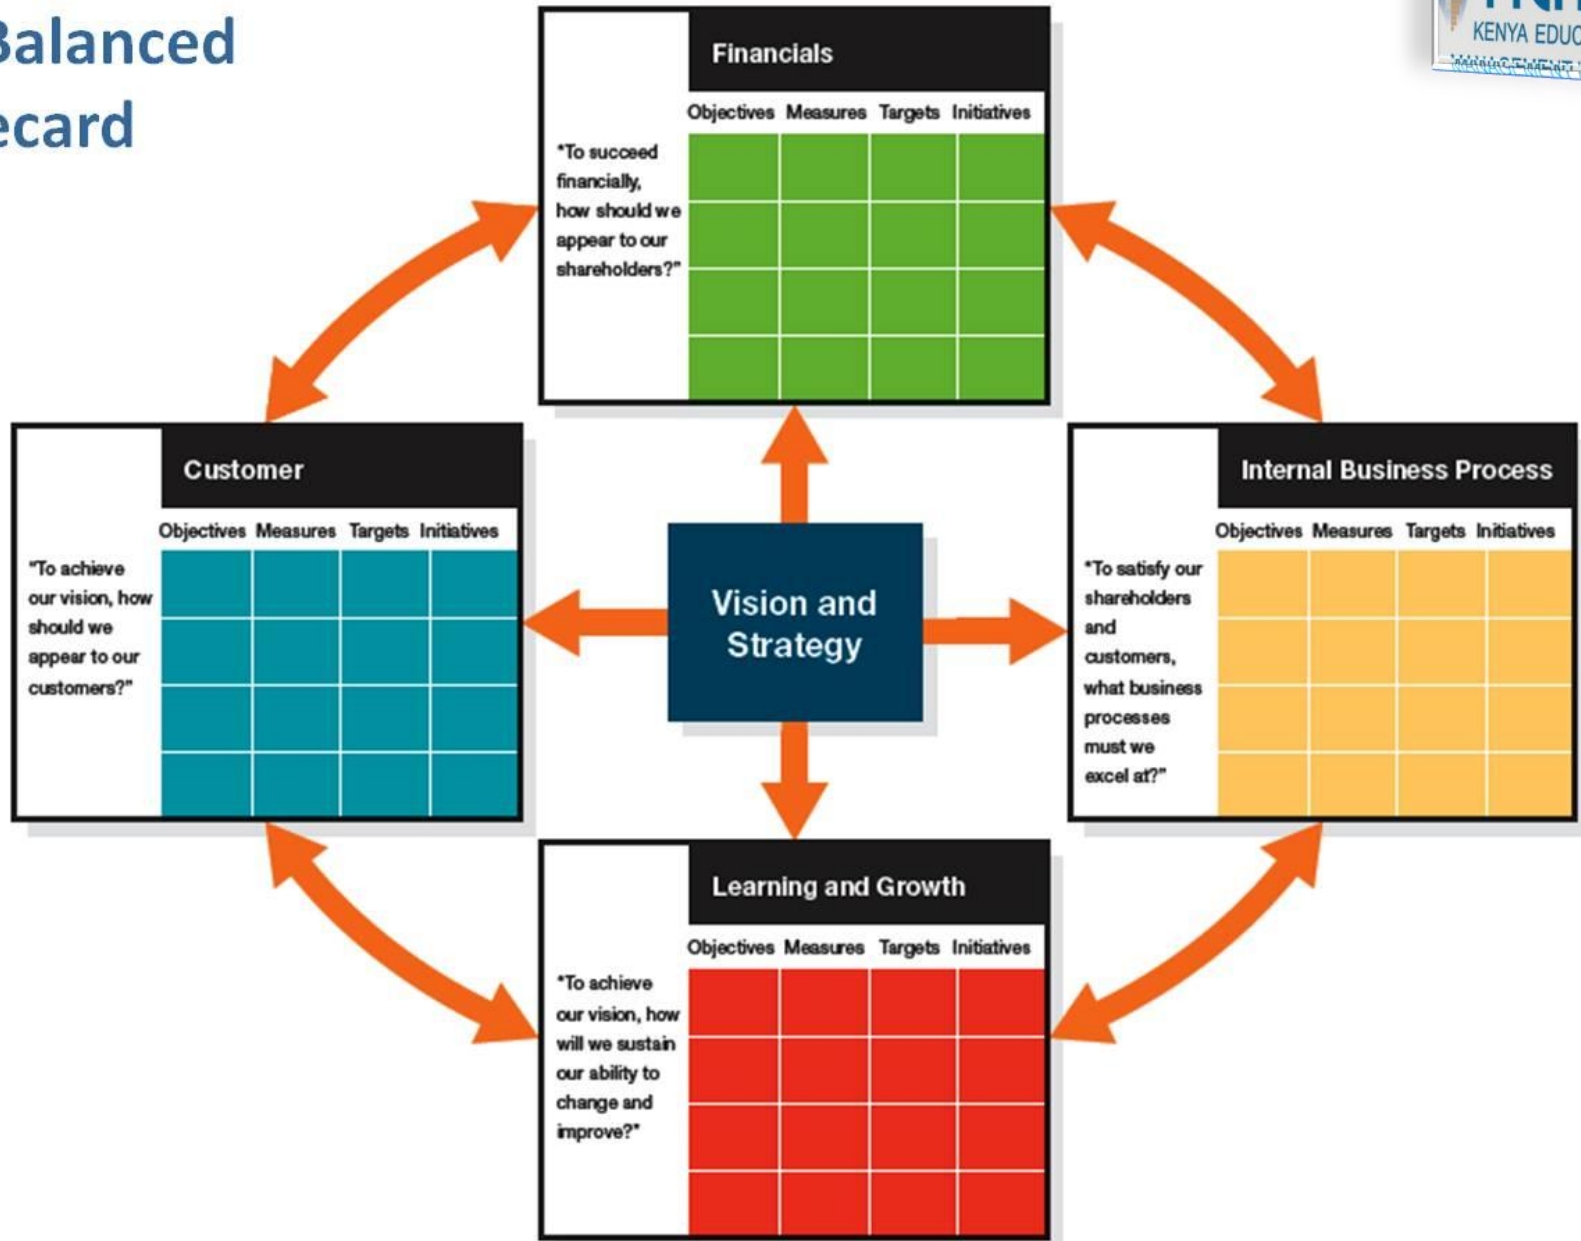 Balanced
ecard
KENYA EDUC
Financials
Objectives Measures Targets Initiatives
"To succeed
financially,
how should we
appear to our
shareholders?"
Customer
Objectives Measures Targets Initiatives
"To achieve
our vision, how
should we
appear to our
customers?"
Vision and
Strategy
Internal Business Process
Objectives Measures Targets Initiatives
"To satisfy our
shareholders
and
customers,
what business
processes
must we
excel at?"
Learning and Growth
Objectives Measures Targets Initiatives
"To achieve
our vision, how
will we sustain
our ability to
change and
improve?"